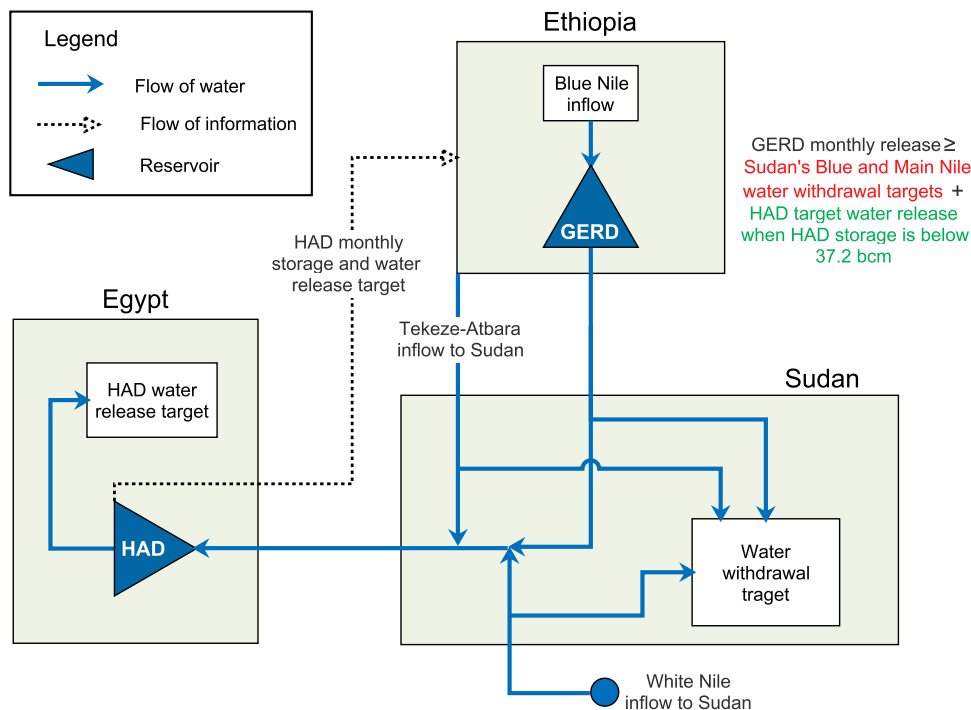 Legend
Flow of water
Flow of information
Reservoir
Ethiopia
Blue Nile
inflow
GERD
GERD monthly release≥
Sudan's Blue and Main Nile
water withdrawal targets +
HAD target water release
when HAD storage is below
37.2 bcm
HAD monthly
storage and water
release target
Egypt
HAD water
release target
HAD
Tekeze-Atbara
inflow to Sudan
Sudan
Water
withdrawal
traget
White Nile
inflow to Sudan